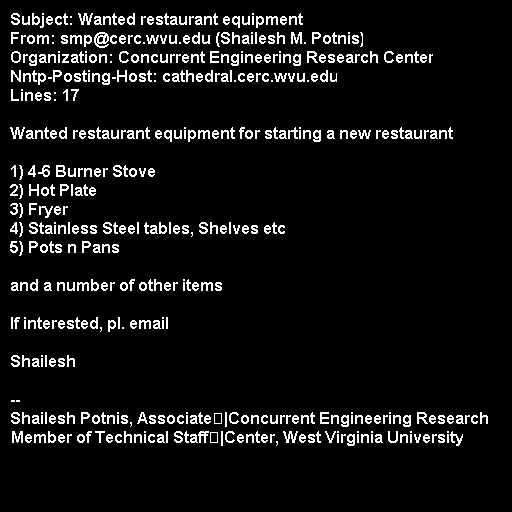 Subject: Wanted restaurant equipment
From: smp@cerc.wvu.edu (Shailesh M. Potnis)
Organization: Concurrent Engineering Research Center
Nntp-Posting-Host: cathedral.cerc.wvu.edu
Lines: 17

Wanted restaurant equipment for starting a new restaurant

1) 4-6 Burner Stove
2) Hot Plate
3) Fryer
4) Stainless Steel tables, Shelves etc
5) Pots n Pans

and a number of other items

If interested, pl. email

Shailesh

--
Shailesh Potnis, Associate▯|Concurrent Engineering Research
Member of Technical Staff▯|Center, West Virginia University